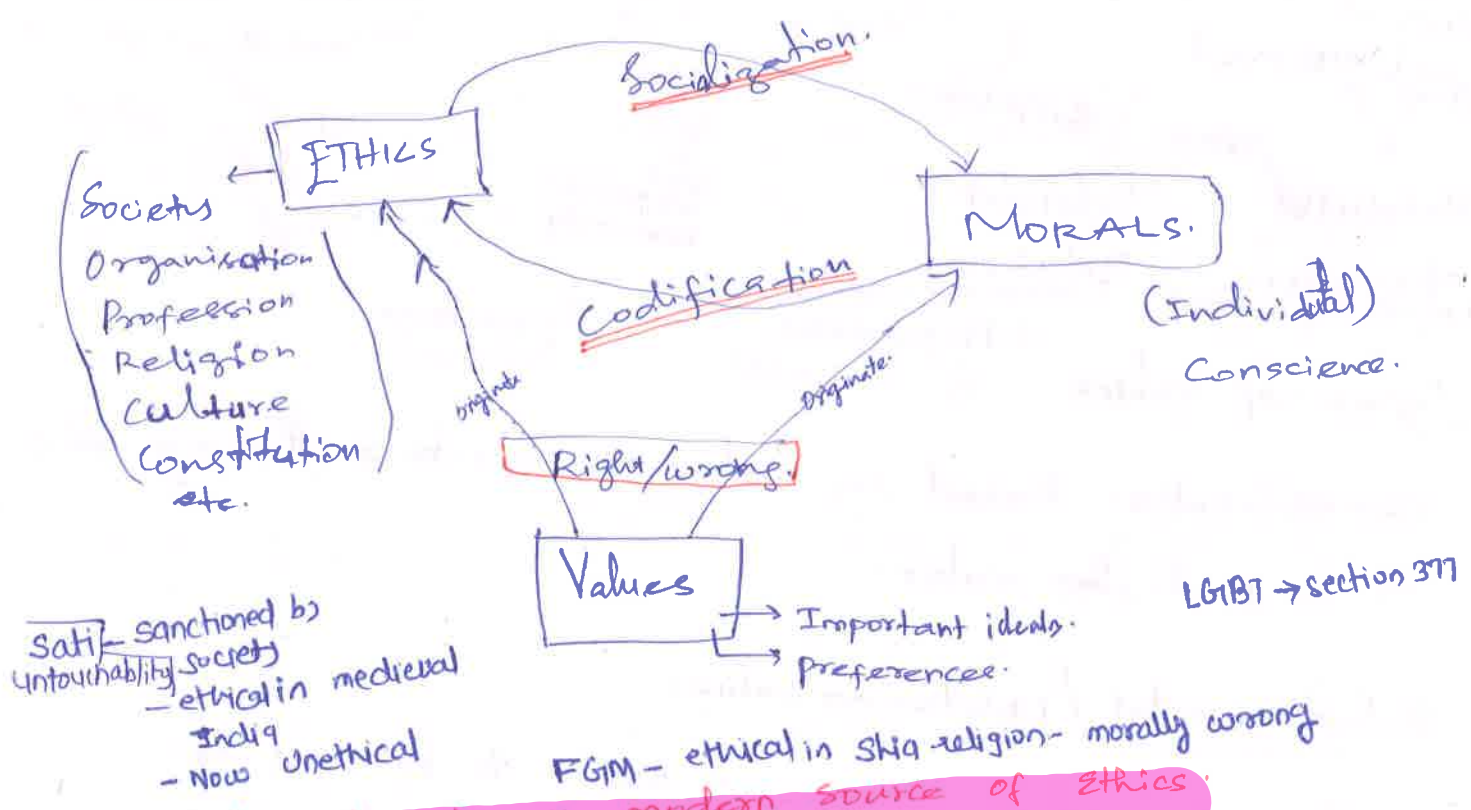 Socialization.
ETHICS
MORALS.
(Individual)
Conscience.
Society
Organisation
Profession
Religion
Culture
Constitution
etc.
Codification
originate
originate.
Right/wrong.
Values
Important ideals.
preferences.
LGBT → section 377
Sati - sanctioned by
untouchablity society
- ethical in medieval
India
- Now unethical
FGM - ethical in Shia religion - morally wrong
source of Ethics.